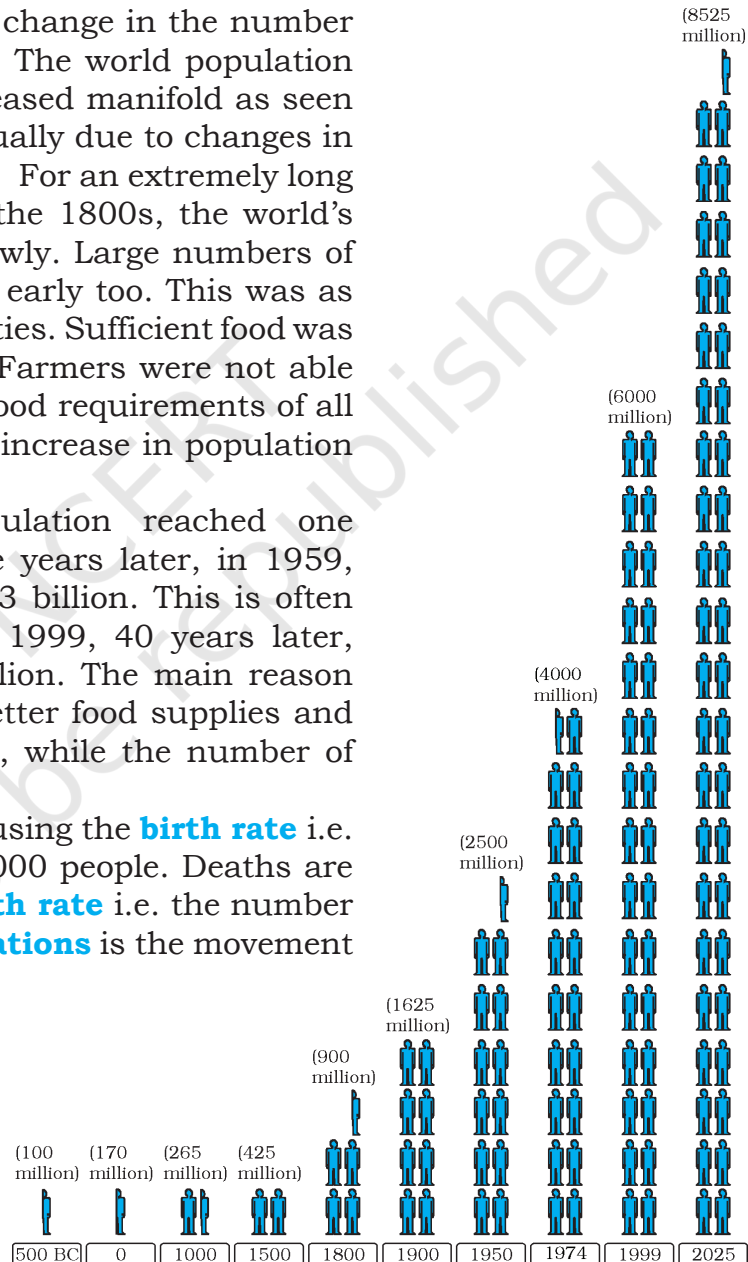 change in the number
The world population
eased manifold as seen
ually due to changes in
For an extremely long
the 1800s, the world's
wly. Large numbers of
early too. This was as
ties. Sufficient food was
Farmers were not able
ood requirements of all
increase in population
pulation reached one
e years later, in 1959,
3 billion. This is often
1999, 40 years later,
lion. The main reason
etter food supplies and
, while the number of
using the birth rate i.e.
000 people. Deaths are
th rate i.e. the number
ations is the movement
NCERT
be republished
(8525
million)
(6000
million)
(4000
million)
(2500
million)
(1625
million)
(900
million)
(100
million)
(170
million)
(265
million)
(425
million)
500 BC 0 1000 1500 1800 1900 1950 1974 1999 2025